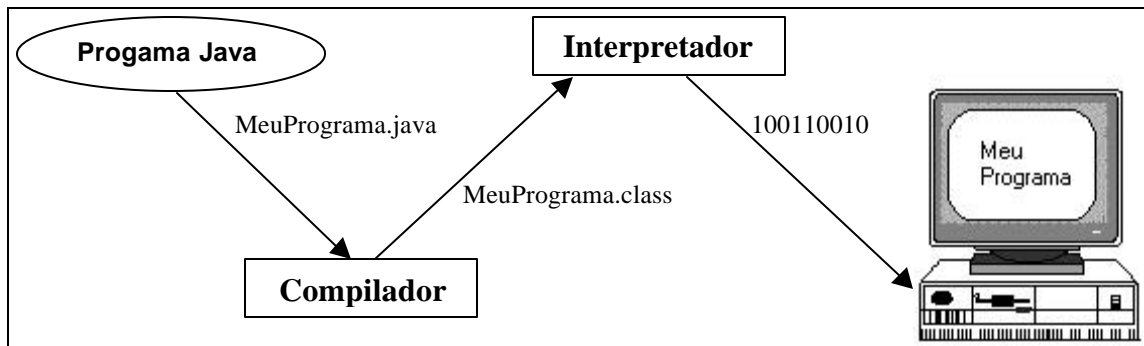 Progama Java
Interpretador
MeuPrograma.java
100110010
Meu
Programa
MeuPrograma.class
Compilador